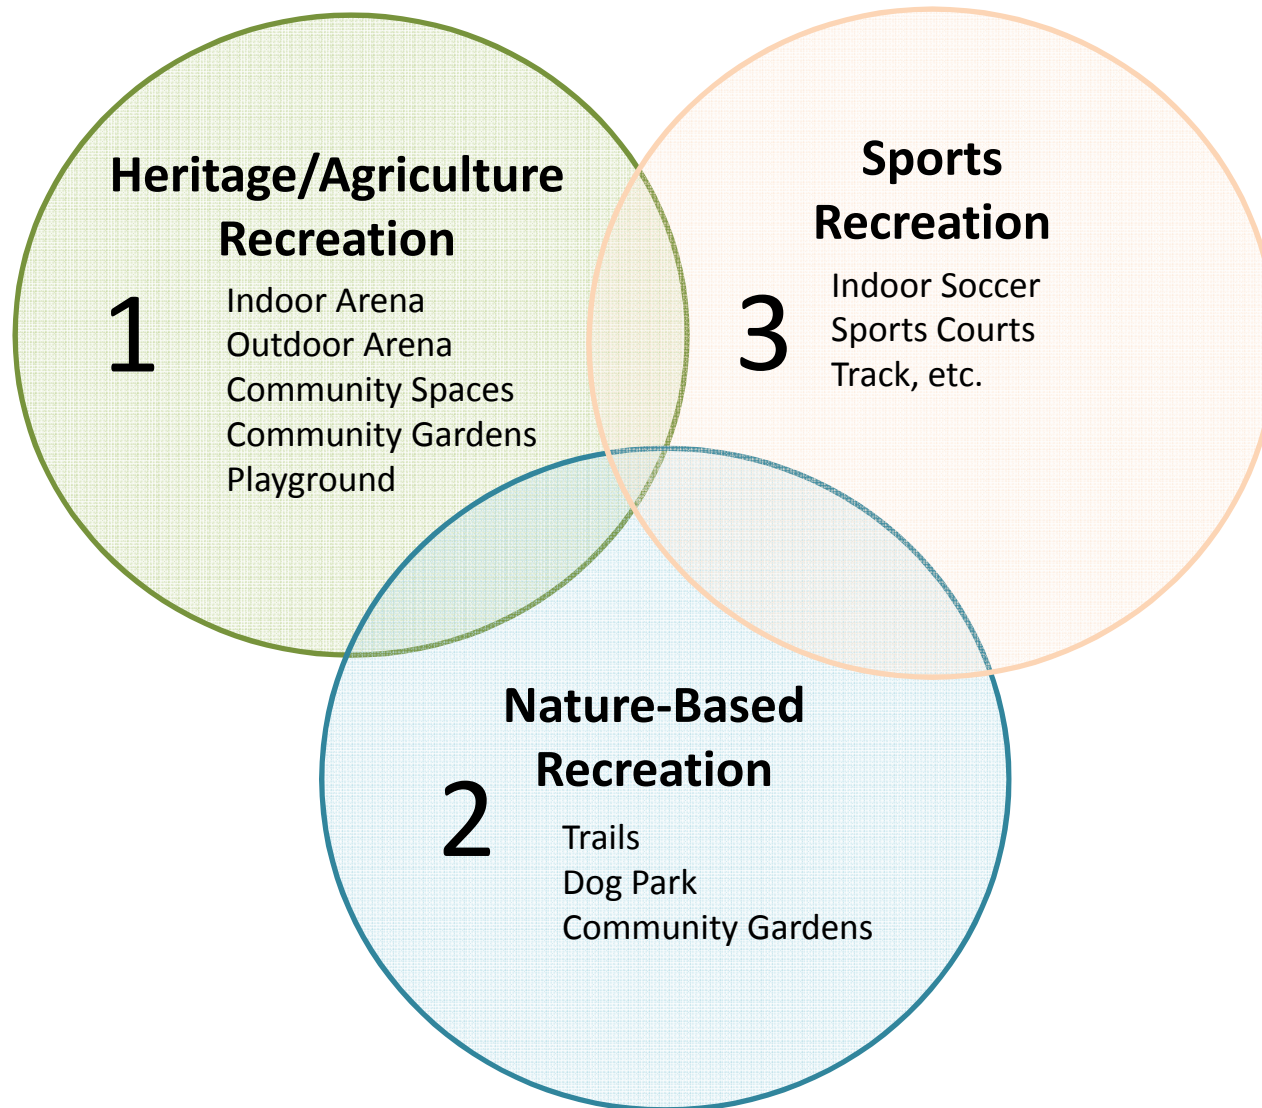 Heritage/Agriculture
Recreation
1
Indoor Arena
Outdoor Arena
Community Spaces
Community Gardens
Playground
Sports
Recreation
3
Indoor Soccer
Sports Courts
Track, etc.
Nature-Based
Recreation
2
Trails
Dog Park
Community Gardens